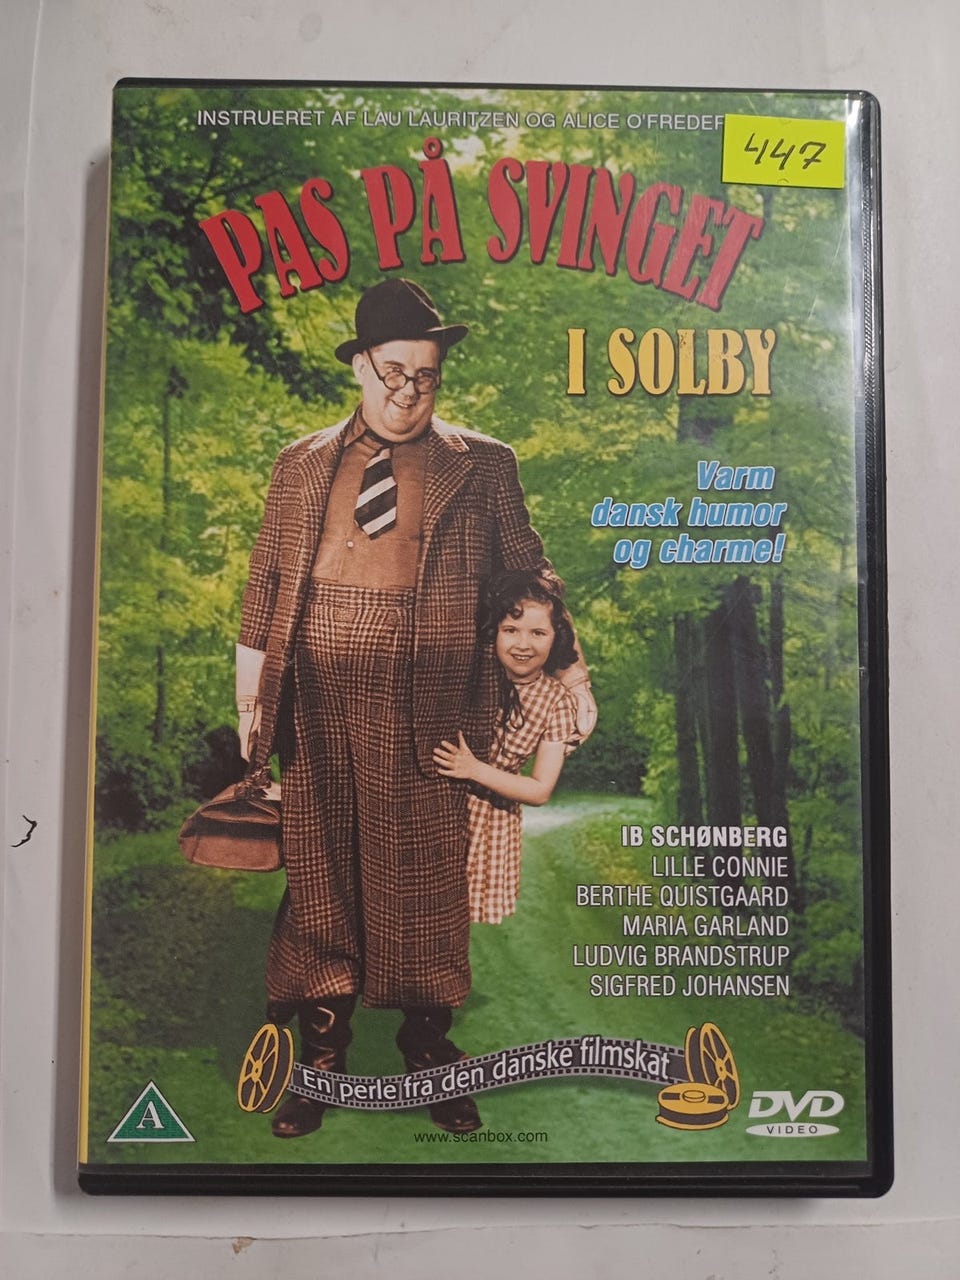 INSTRUERET AF LAU LAURITZEN OG ALICE
447
PAS PÅ SVINGET
I SOLBY
Varm
dansk humor
og charme!
IB SCHØNBERG
LILLE CONNIE
BERTHE QUISTGAARD
MARIA GARLAND
LUDVIG BRANDSTRUP
SIGFRED JOHANSEN
En perle fra den danske filmskat
A
DVD
VIDEO
www.scanbox.com